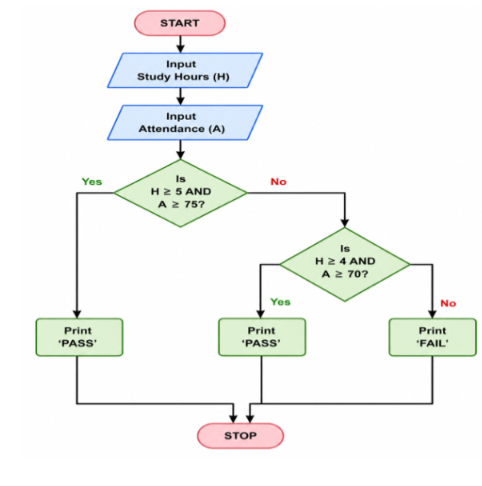 START
Input
Study Hours (H)
Input
Attendance (A)
Is
H ≥ 5 AND
A ≥ 75?
Yes
No
Is
H ≥ 4 AND
A ≥ 70?
Yes
No
Print
‘PASS’
Print
‘PASS’
Print
‘FAIL’
STOP